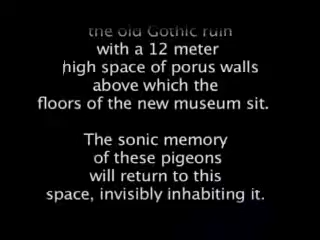 the old Gothic ruin
with a 12 meter
high space of porus walls
above which the
floors of the new museum sit.
The sonic memory
of these pigeons
will return to this
space, invisibly inhabiting it.